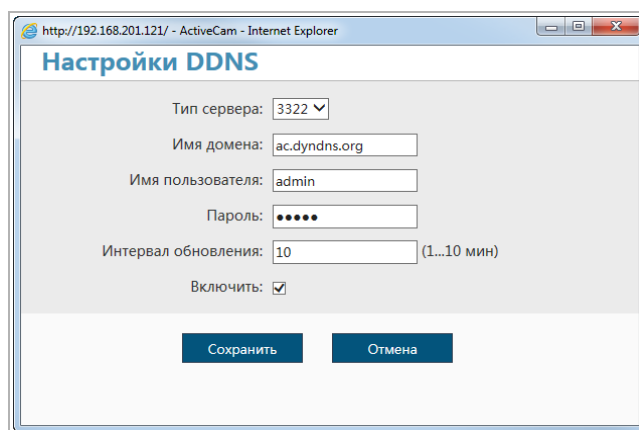 http://192.168.201.121/ - ActiveCam - Internet Explorer
Настройки DDNS
Тип сервера: 3322
Имя домена: ac.dyndns.org
Имя пользователя: admin
Пароль: •••••
Интервал обновления: 10 (1...10 мин)
Включить:
Сохранить Отмена